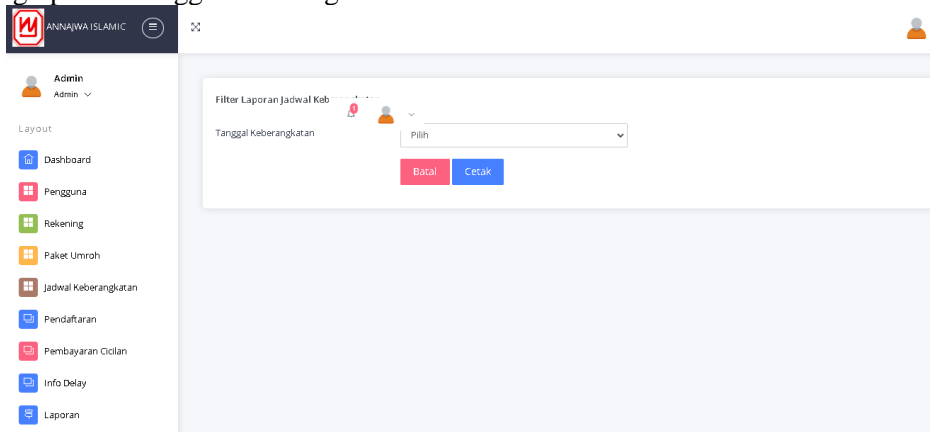 ANNAJWA ISLAMIC
Admin
Admin
Layout
Dashboard
Pengguna
Rekening
Paket Umroh
Jadwal Keberangkatan
Pendaftaran
Pembayaran Cicilan
Info Delay
Laporan
Filter Laporan Jadwal
1
Tanggal Keberangkatan
Pilih
Batal
Cetak